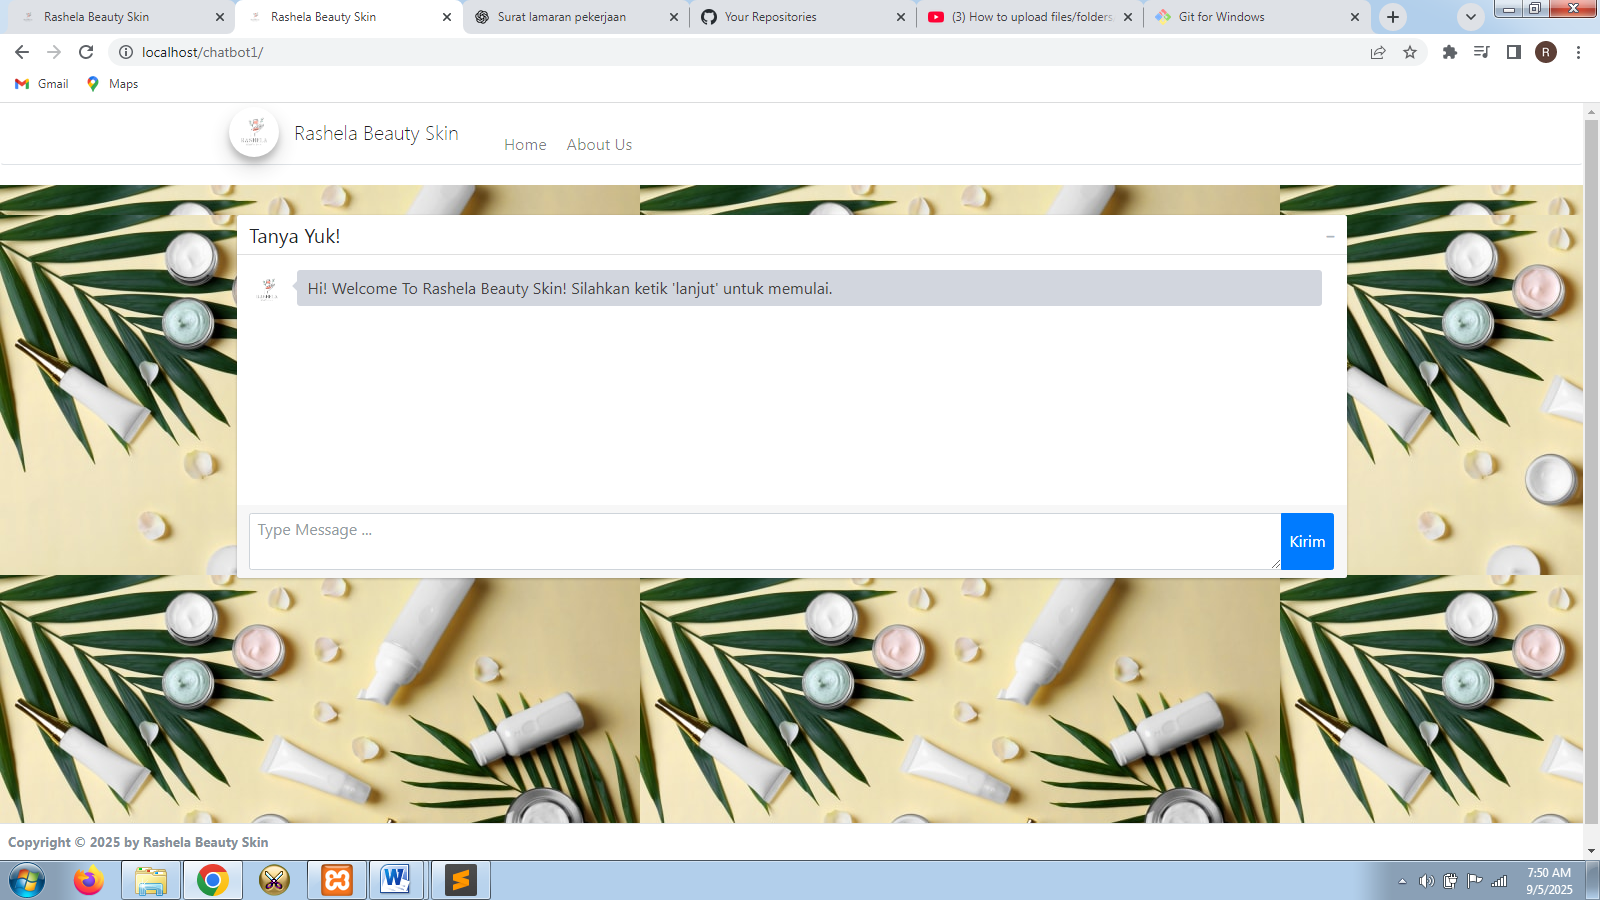 Rashela Beauty Skin
Rashela Beauty Skin
Surat lamaran pekerjaan
Your Repositories
(3) How to upload files/folders
Git for Windows
localhost/chatbot1/
R
Gmail
Maps
Rashela Beauty Skin
Home
About Us
Tanya Yuk!
Hi! Welcome To Rashela Beauty Skin! Silahkan ketik 'lanjut' untuk memulai.
Type Message ...
Kirim
Copyright © 2025 by Rashela Beauty Skin
7:50 AM
9/5/2025